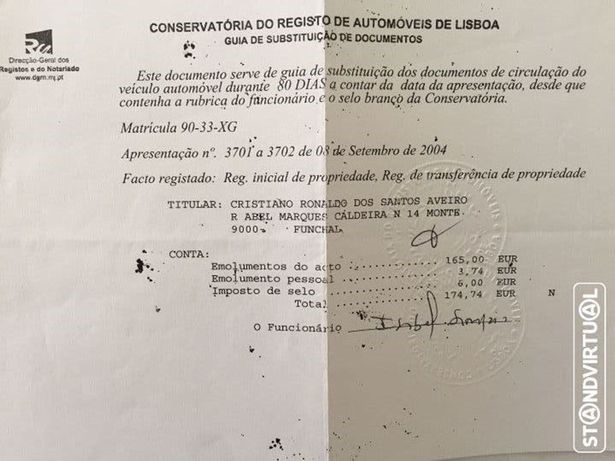 CONSERVATÓRIA DO REGISTO DE AUTOMÓVEIS DE LISBOA
GUIA DE SUBSTITUIÇÃO DE DOCUMENTOS
Direcção-Geral dos
Registos e do Notariado
www.dgrn.mj.pt
Este documento serve de guia de substituição dos documentos de circulação do
veículo automóvel durante 80 DIAS a contar da data da apresentação, desde que
contenha a rubrica do funcionário e o selo branco da Conservatória.
Matrícula 90-33-XG
Apresentação nº. 3701 a 3702 de 08 de Setembro de 2004
Facto registado: Reg. inicial de propriedade, Reg. de transferência de propriedade
TITULAR: CRISTIANO RONALDO DOS SANTOS AVEIRO
R ABEL MARQUES CALDEIRA N 14 MONTE
9000- FUNCHAL
CONTA:
Emolumentos do acto .............. 165,00 EUR
Emolumento pessoal ............... 3,74 EUR
Imposto de selo .................. 6,00 EUR
Total ................ 174,74 EUR N
O Funcionário
Isabel
STANDVIRTUAL